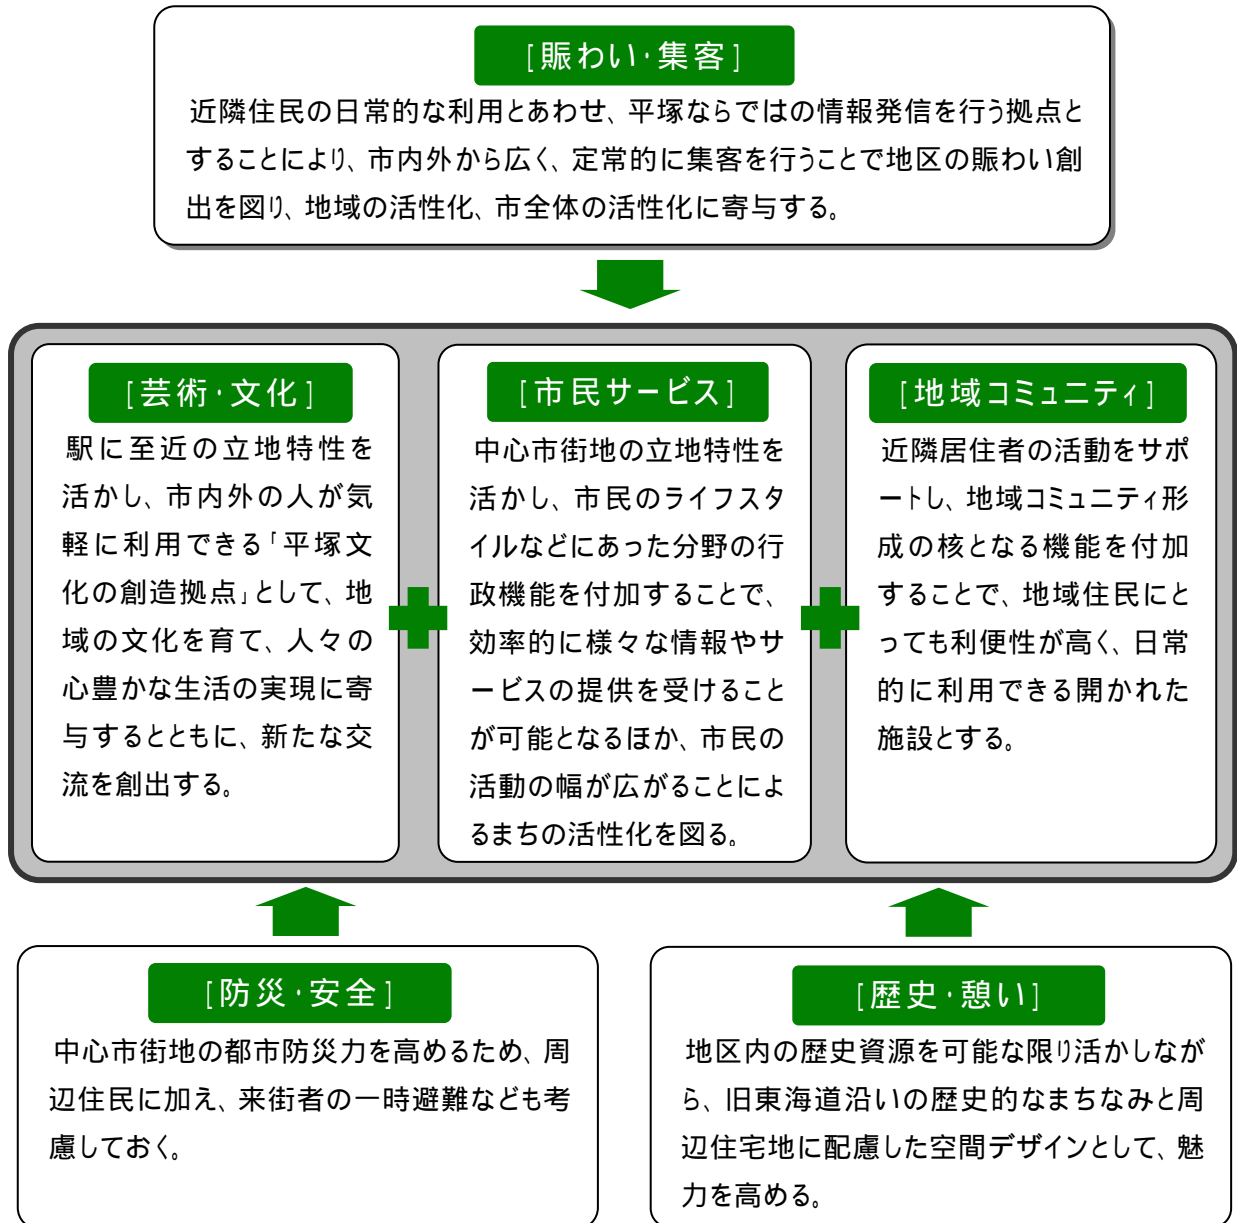 [賑わい・集客]
近隣住民の日常的な利用とあわせ、平塚ならではの情報発信を行う拠点と
することにより、市内外から広く、定常的に集客を行うことで地区の賑わい創
出を図り、地域の活性化、市全体の活性化に寄与する。
[芸術・文化]
駅に至近の立地特性を
活かし、市内外の人が気
軽に利用できる「平塚文
化の創造拠点」として、地
域の文化を育て、人々の
心豊かな生活の実現に寄
与するとともに、新たな交
流を創出する。
[市民サービス]
中心市街地の立地特性を
活かし、市民のライフスタ
イルなどにあった分野の行
政機能を付加することで、
効率的に様々な情報やサ
ービスの提供を受けること
が可能となるほか、市民の
活動の幅が広がることによ
るまちの活性化を図る。
[地域コミュニティ]
近隣居住者の活動をサポ
ートし、地域コミュニティ形
成の核となる機能を付加
することで、地域住民にと
っても利便性が高く、日常
的に利用できる開かれた
施設とする。
[防災・安全]
中心市街地の都市防災力を高めるため、周
辺住民に加え、来街者の一時避難なども考
慮しておく。
[歴史・憩い]
地区内の歴史資源を可能な限り活かしなが
ら、旧東海道沿いの歴史的なまちなみと周
辺住宅地に配慮した空間デザインとして、魅
力を高める。